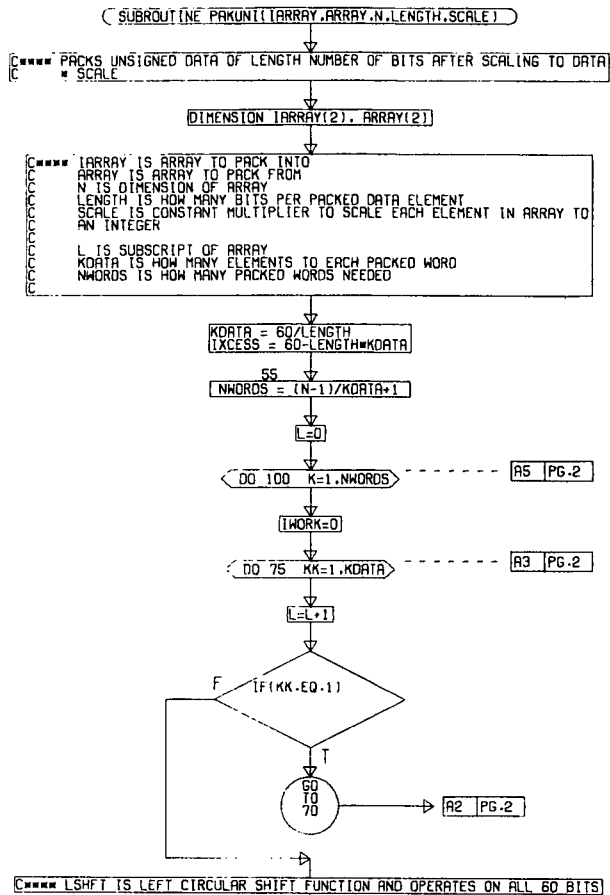 SUBROUTINE PAKUNI(IARRAY,ARRAY,N,LENGTH,SCALE)
C**** PACKS UNSIGNED DATA OF LENGTH NUMBER OF BITS AFTER SCALING TO DATA
C * SCALE
DIMENSION IARRAY(2), ARRAY(2)
C**** IARRAY IS ARRAY TO PACK INTO
C ARRAY IS ARRAY TO PACK FROM
C N IS DIMENSION OF ARRAY
C LENGTH IS HOW MANY BITS PER PACKED DATA ELEMENT
C SCALE IS CONSTANT MULTIPLIER TO SCALE EACH ELEMENT IN ARRAY TO
C AN INTEGER
C
C L IS SUBSCRIPT OF ARRAY
C KDATA IS HOW MANY ELEMENTS TO EACH PACKED WORD
C NWORDS IS HOW MANY PACKED WORDS NEEDED
C
KDATA = 60/LENGTH
IXCESS = 60-LENGTH*KDATA
55
NWORDS = (N-1)/KDATA+1
L=0
DO 100 K=1,NWORDS
A5 PG.2
IWORK=0
DO 75 KK=1,KDATA
A3 PG.2
L=L+1
F
IF(KK.EQ.1)
T
GO
TO
70
A2 PG.2
C**** LSHFT IS LEFT CIRCULAR SHIFT FUNCTION AND OPERATES ON ALL 60 BITS